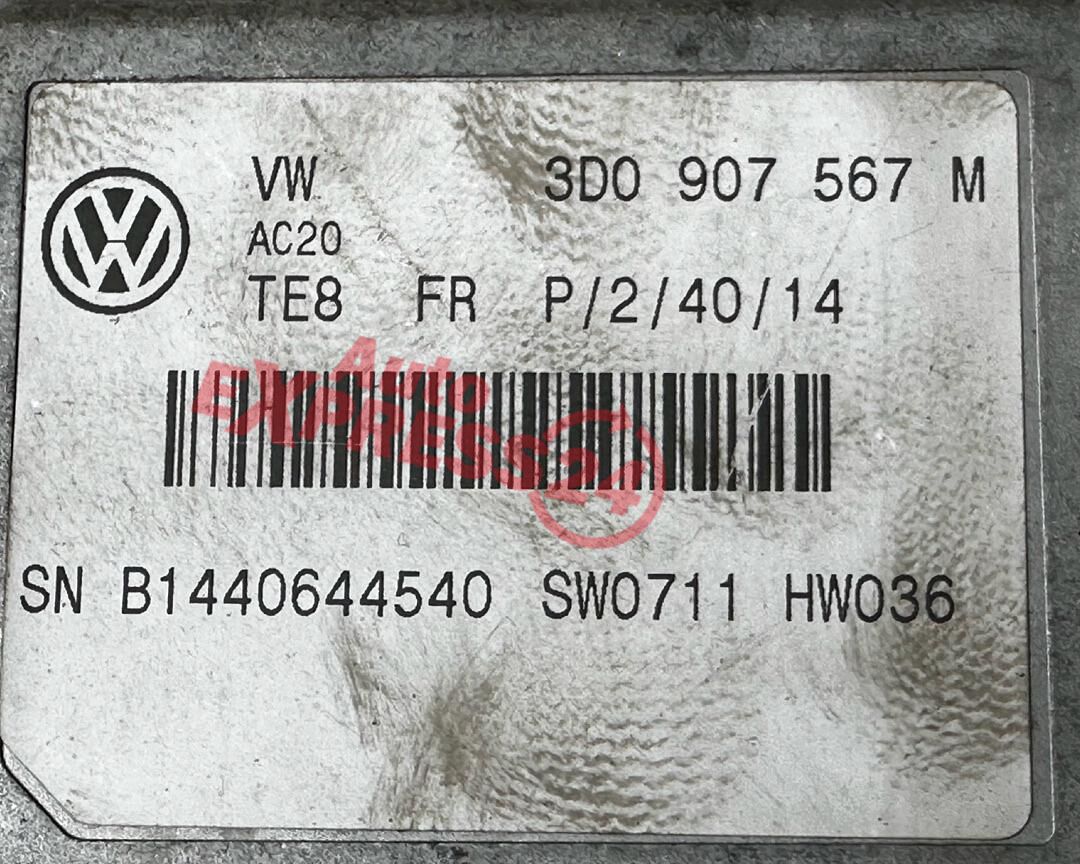 VW 3D0 907 567 M
AC20
TE8 FR P/2/40/14
Auto
EXPRESS24
SN B1440644540 SW0711 HW036